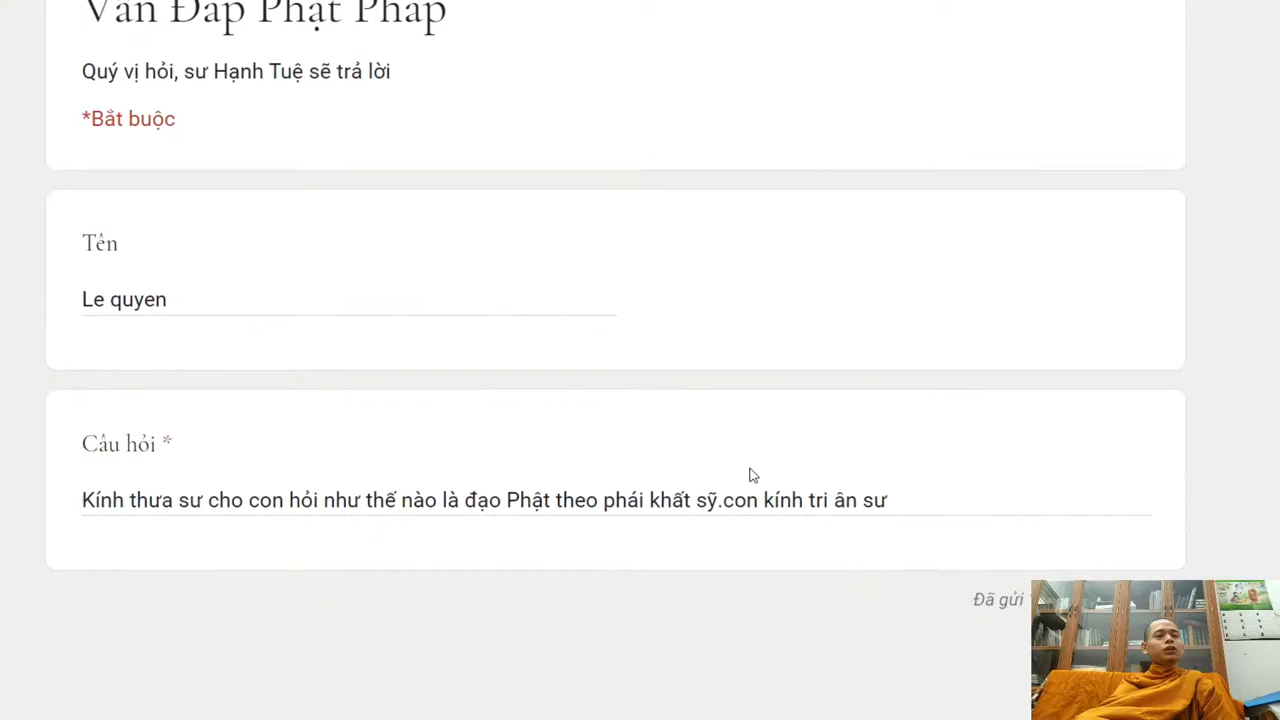 Vấn Đáp Phật Pháp
Quý vị hỏi, sư Hạnh Tuệ sẽ trả lời
*Bắt buộc
Tên
Le quyen
Câu hỏi *
Kính thưa sư cho con hỏi như thế nào là đạo Phật theo phái khất sỹ.con kính tri ân sư
Đã gửi